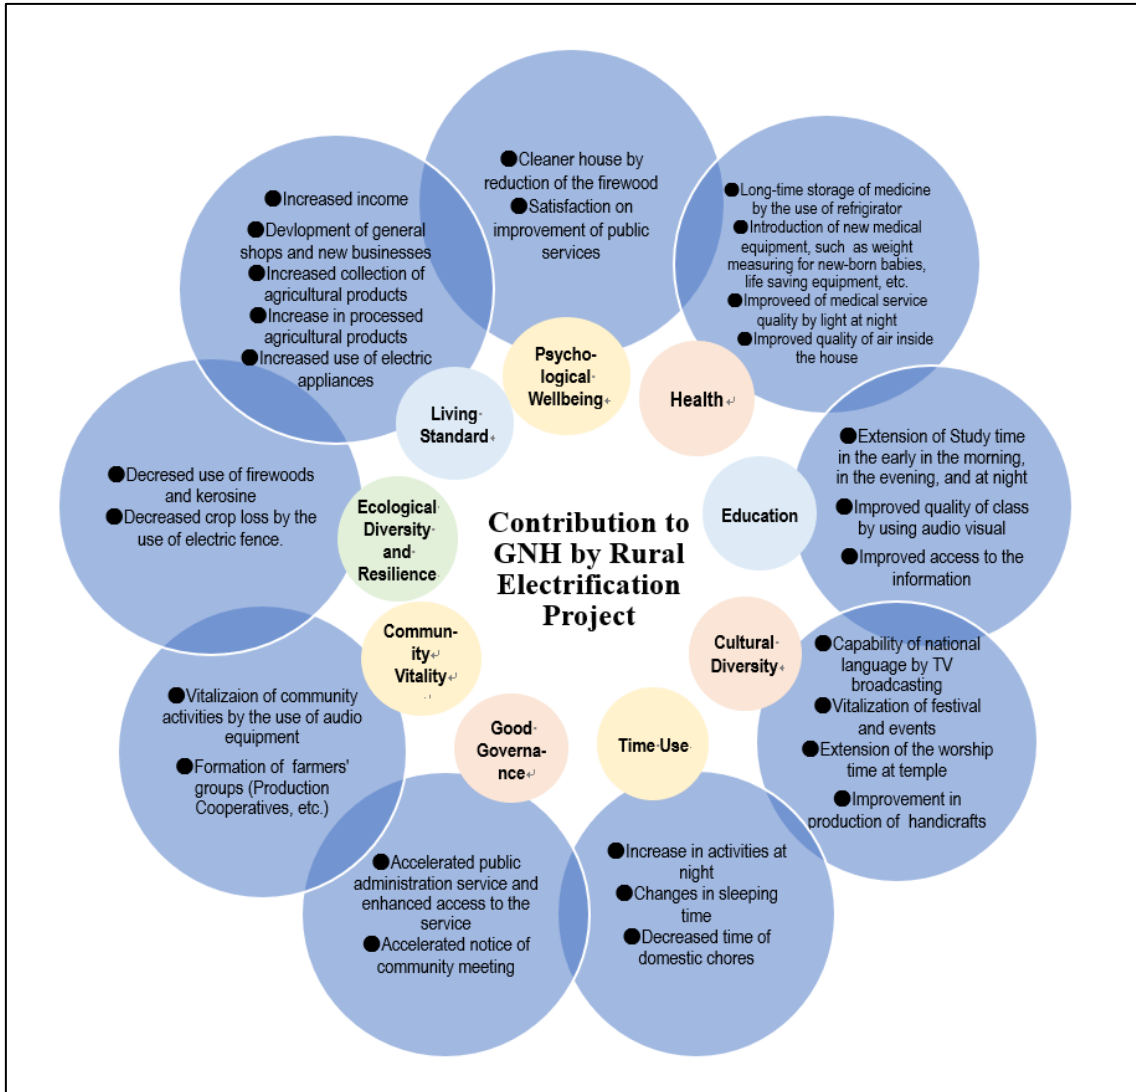 Contribution to
GNH by Rural
Electrification
Project
Psycho-
logical
Wellbeing
●Cleaner house by
reduction of the firewood
●Satisfaction on
improvement of public
services
Health
●Long-time storage of medicine
by the use of refrigirator
●Introduction of new medical
equipment, such as weight
measuring for new-born babies,
life saving equipment, etc.
●Improveed of medical service
quality by light at night
●Improved quality of air inside
the house
Education
●Extension of Study time
in the early in the morning,
in the evening, and at night
●Improved quality of class
by using audio visual
●Improved access to the
information
Cultural
Diversity
●Capability of national
language by TV
broadcasting
●Vitalization of festival
and events
●Extension of the worship
time at temple
●Improvement in
production of handicrafts
Time Use
●Increase in activities at
night
●Changes in sleeping
time
●Decreased time of
domestic chores
Good
Governa-
nce
●Accelerated public
administration service and
enhanced access to the
service
●Accelerated notice of
community meeting
Commun-
ity
Vitality
●Vitalizaion of community
activities by the use of audio
equipment
●Formation of farmers'
groups (Production
Cooperatives, etc.)
Ecological
Diversity
and
Resilience
●Decresed use of firewoods
and kerosine
●Decreased crop loss by the
use of electric fence.
Living
Standard
●Increased income
●Devlopment of general
shops and new businesses
●Increased collection of
agricultural products
●Increase in processed
agricultural products
●Increased use of electric
appliances